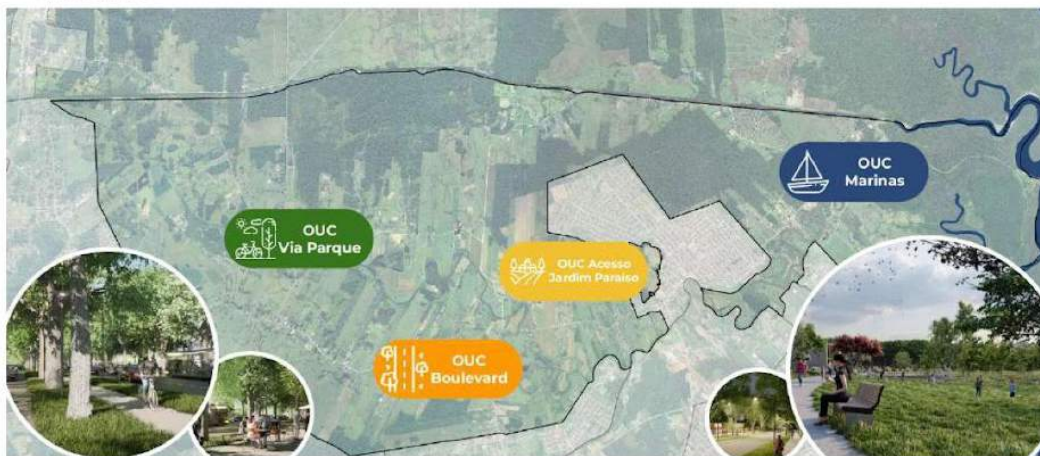 OUC
Marinas
OUC
Via Parque
OUC Acesso
Jardim Paraíso
OUC
Boulevard